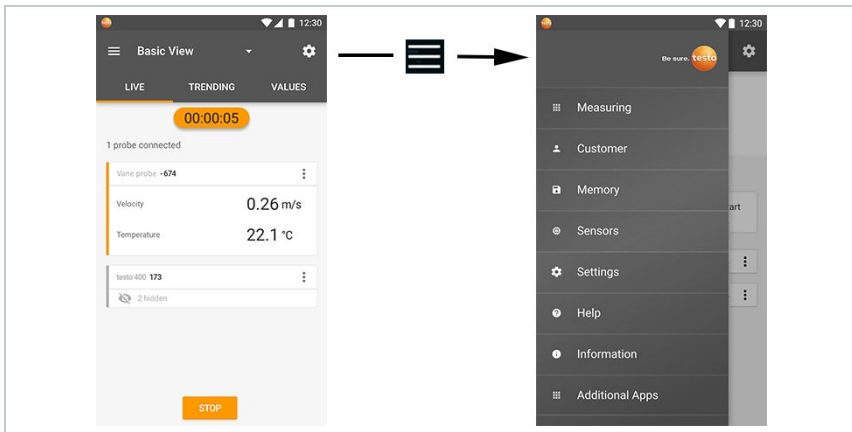 testo
12:30
Basic View
LIVE TRENDING VALUES
00:00:05
1 probe connected
Vane probe -674
Velocity 0.26 m/s
Temperature 22.1 °C
testo 400 173
2 hidden
STOP
12:30
Be sure. testo
Measuring
Customer
Memory
Sensors
Settings
Help
Information
Additional Apps